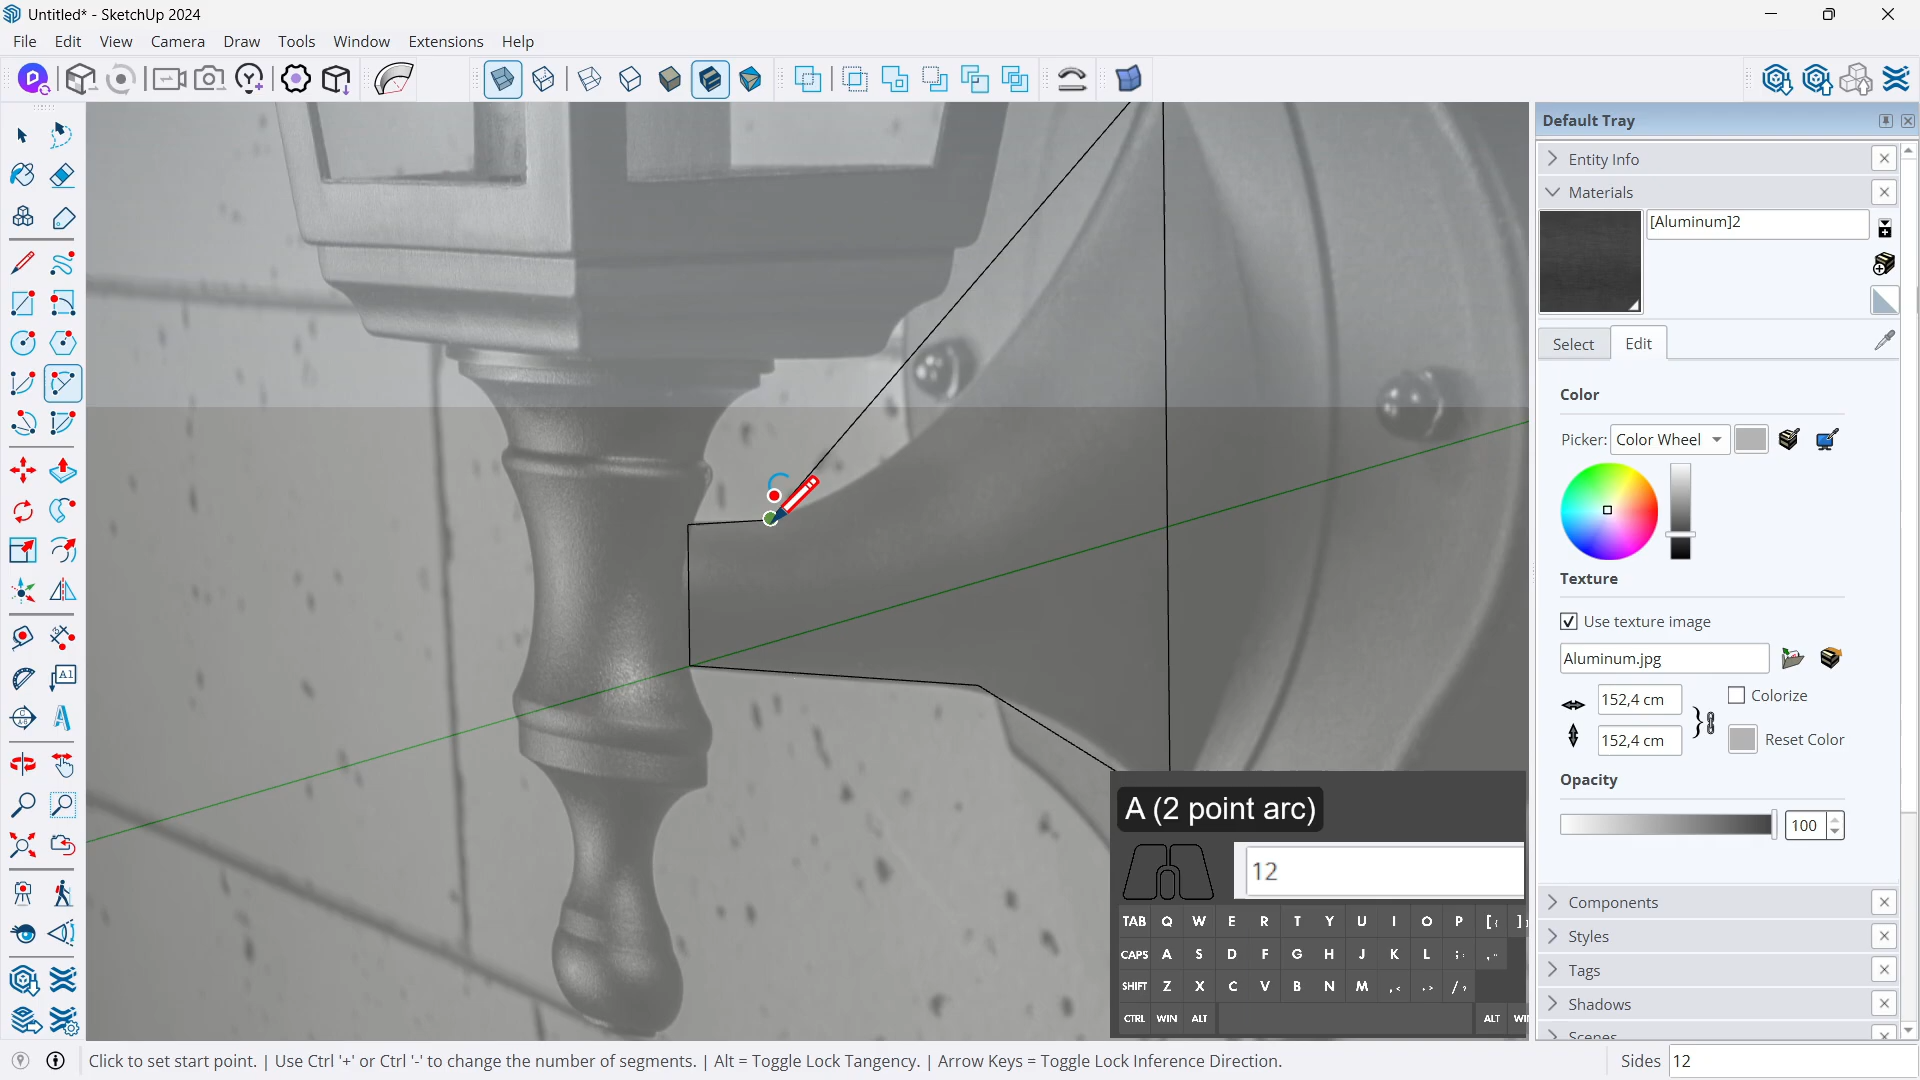 Untitled* - SketchUp 2024
File Edit View Camera Draw Tools Window Extensions Help
Default Tray
Entity Info
Materials
[Aluminum]2
Select Edit
Color
Picker: Color Wheel
Texture
Use texture image
Aluminum.jpg
152,4 cm
Colorize
152,4 cm
Reset Color
Opacity
100
Components
Styles
Tags
Shadows
Scenes
A1
A (2 point arc)
12
TAB Q W E R T Y U I O P [{ ]}
CAPS A S D F G H J K L ;: ,"
SHIFT Z X C V B N M ,< .> /?
CTRL WIN ALT ALT WIN
Click to set start point. | Use Ctrl '+' or Ctrl '-' to change the number of segments. | Alt = Toggle Lock Tangency. | Arrow Keys = Toggle Lock Inference Direction.
Sides 12